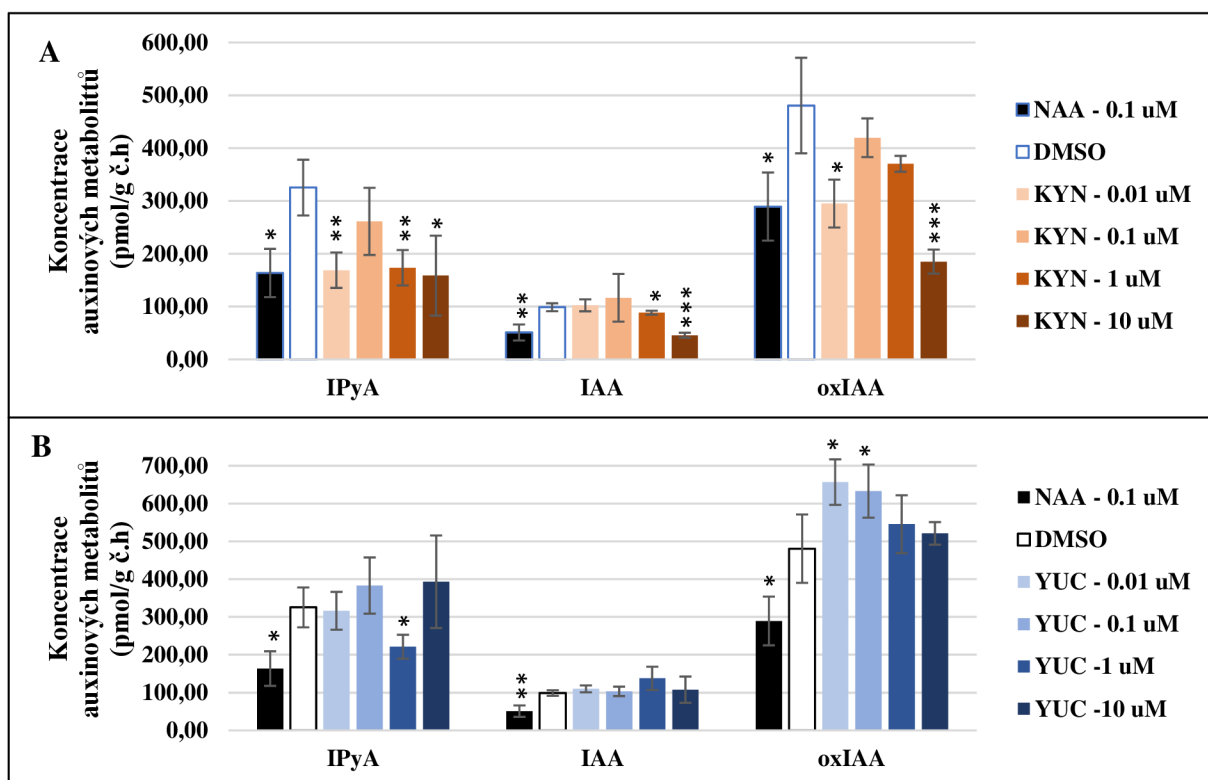 A
Koncentrace
auxinových metabolittů
(pmol/g č.h)
600,00
500,00
400,00
300,00
200,00
100,00
0,00
*
**
**
*
**
*
***
*
*
***
IPyA
IAA
oxIAA
NAA - 0.1 uM
DMSO
KYN - 0.01 uM
KYN - 0.1 uM
KYN - 1 uM
KYN - 10 uM
B
Koncentrace
auxinových metabolitů
(pmol/g č.h)
700,00
600,00
500,00
400,00
300,00
200,00
100,00
0,00
*
*
**
*
*
*
IPyA
IAA
oxIAA
NAA - 0.1 uM
DMSO
YUC - 0.01 uM
YUC - 0.1 uM
YUC -1 uM
YUC -10 uM